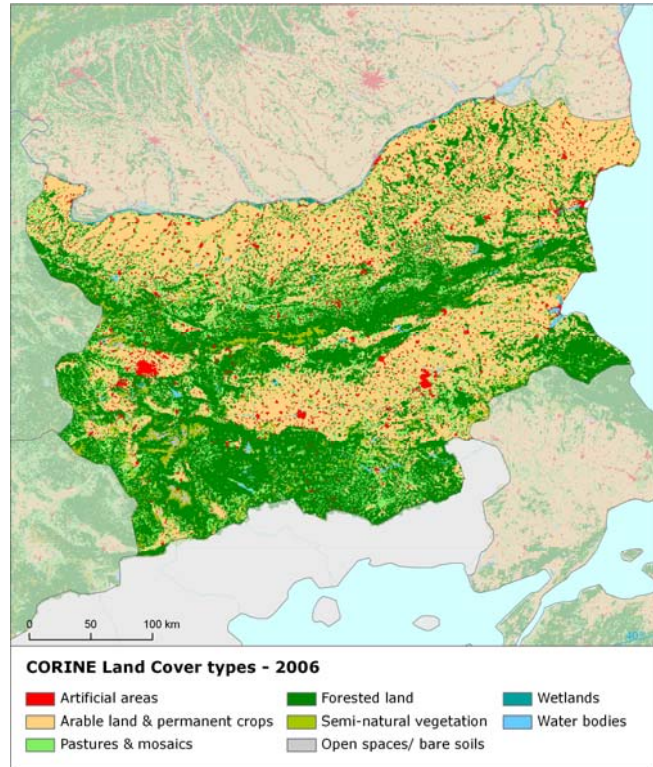 0 50 100 km
CORINE Land Cover types - 2006
Artificial areas
Forested land
Wetlands
Arable land & permanent crops
Semi-natural vegetation
Water bodies
Pastures & mosaics
Open spaces/ bare soils